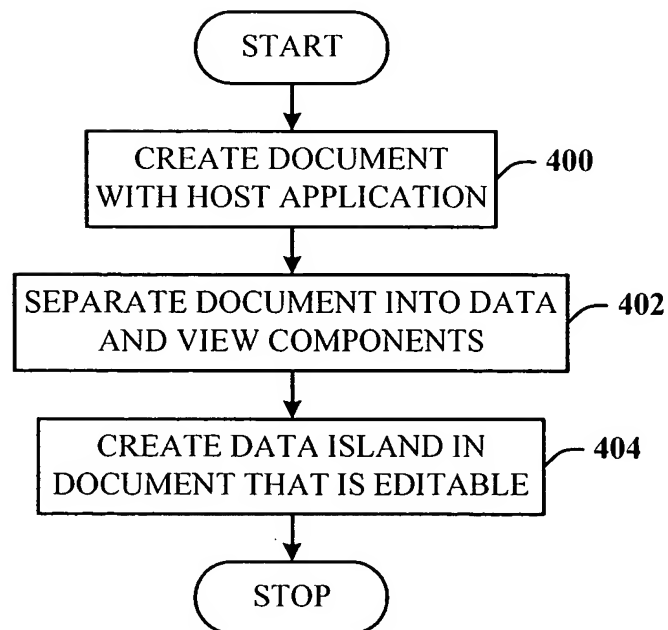 START
CREATE DOCUMENT
WITH HOST APPLICATION
400
SEPARATE DOCUMENT INTO DATA
AND VIEW COMPONENTS
402
CREATE DATA ISLAND IN
DOCUMENT THAT IS EDITABLE
404
STOP